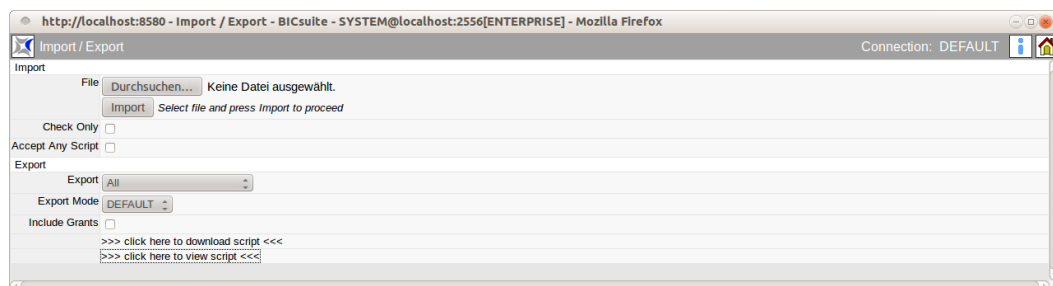 http://localhost:8580 - Import / Export - BICsuite - SYSTEM@localhost:2556[ENTERPRISE] - Mozilla Firefox
Import / Export Connection: DEFAULT
Import
File Durchsuchen... Keine Datei ausgewählt.
Import Select file and press Import to proceed
Check Only
Accept Any Script
Export
Export All
Export Mode DEFAULT
Include Grants
>>> click here to download script <<<
>>> click here to view script <<<